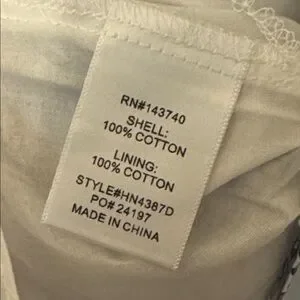 RN#143740
SHELL:
100% COTTON
LINING:
100% COTTON
STYLE#HN4387D
PO# 24197
MADE IN CHINA